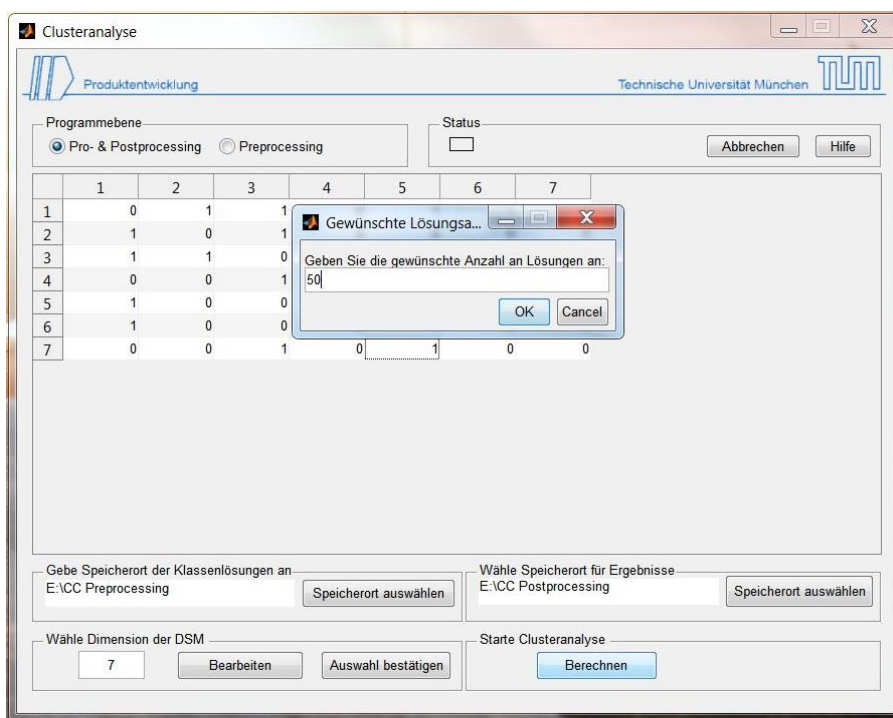 Clusteranalyse
Produktentwicklung
Technische Universität München
TUM
Programmebene
Status
Pro- & Postprocessing
Preprocessing
Abbrechen
Hilfe
1 2 3 4 5 6 7
1 0 1 1
2 1 0 1
3 1 1 0
4 0 0 1
5 1 0 0
6 1 0 0
7 0 0 1 0 1 0 0
Gewünschte Lösungsa...
Geben Sie die gewünschte Anzahl an Lösungen an:
50
OK
Cancel
Gebe Speicherort der Klassenlösungen an
E:\CC Preprocessing
Speicherort auswählen
Wähle Speicherort für Ergebnisse
E:\CC Postprocessing
Speicherort auswählen
Wähle Dimension der DSM
7
Bearbeiten
Auswahl bestätigen
Starte Clusteranalyse
Berechnen